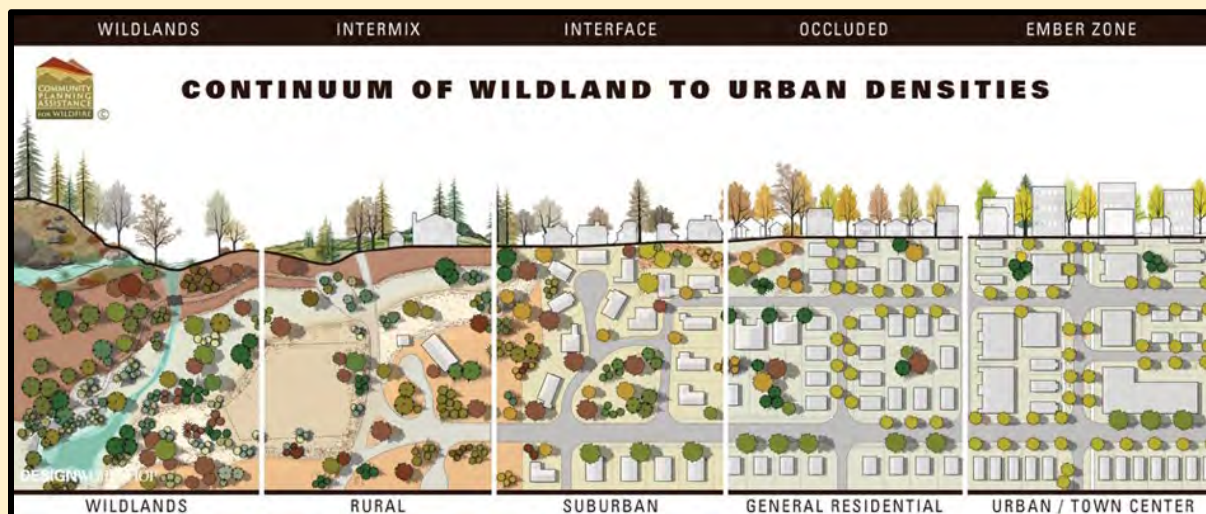 WILDLANDS INTERMIX INTERFACE OCCLUDED EMBER ZONE
CONTINUUM OF WILDLAND TO URBAN DENSITIES
COMMUNITY
PLANNING
ASSISTANCE
FOR WILDFIRE
©
DESIGNWORKSHOP
WILDLANDS RURAL SUBURBAN GENERAL RESIDENTIAL URBAN / TOWN CENTER